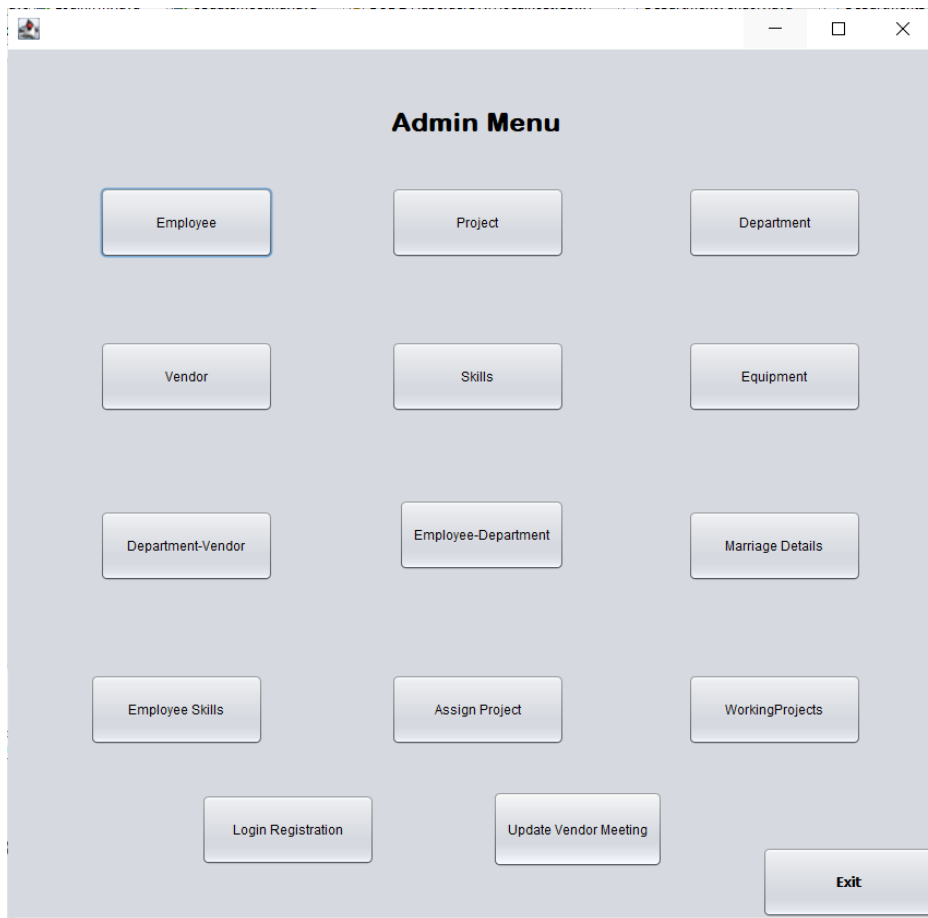 Admin Menu
Employee
Project
Department
Vendor
Skills
Equipment
Department-Vendor
Employee-Department
Marriage Details
Employee Skills
Assign Project
WorkingProjects
Login Registration
Update Vendor Meeting
Exit